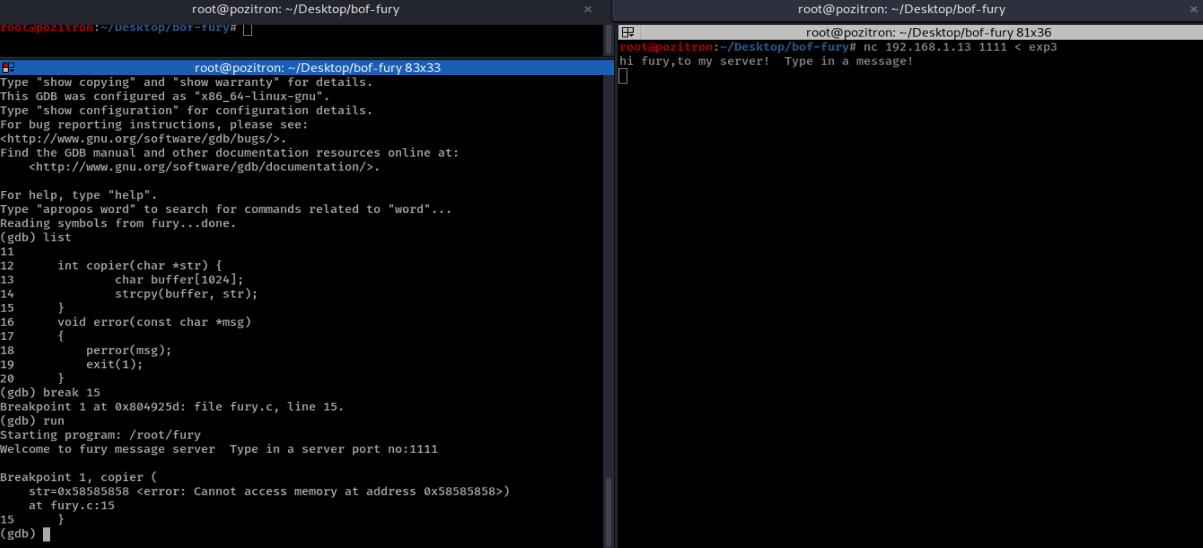 root@pozitron: ~/Desktop/bof-fury
root@pozitron:~/Desktop/bof-fury#
root@pozitron: ~/Desktop/bof-fury 83x33
Type "show copying" and "show warranty" for details.
This GDB was configured as "x86_64-linux-gnu".
Type "show configuration" for configuration details.
For bug reporting instructions, please see:
<http://www.gnu.org/software/gdb/bugs/>.
Find the GDB manual and other documentation resources online at:
    <http://www.gnu.org/software/gdb/documentation/>.
For help, type "help".
Type "apropos word" to search for commands related to "word"...
Reading symbols from fury...done.
(gdb) list
11
12      int copier(char *str) {
13              char buffer[1024];
14              strcpy(buffer, str);
15      }
16      void error(const char *msg)
17      {
18          perror(msg);
19          exit(1);
20      }
(gdb) break 15
Breakpoint 1 at 0x804925d: file fury.c, line 15.
(gdb) run
Starting program: /root/fury
Welcome to fury message server  Type in a server port no:1111
Breakpoint 1, copier (
    str=0x58585858 <error: Cannot access memory at address 0x58585858>)
    at fury.c:15
15      }
(gdb)
root@pozitron: ~/Desktop/bof-fury
root@pozitron: ~/Desktop/bof-fury 81x36
root@pozitron:~/Desktop/bof-fury# nc 192.168.1.13 1111 < exp3
hi fury,to my server!  Type in a message!